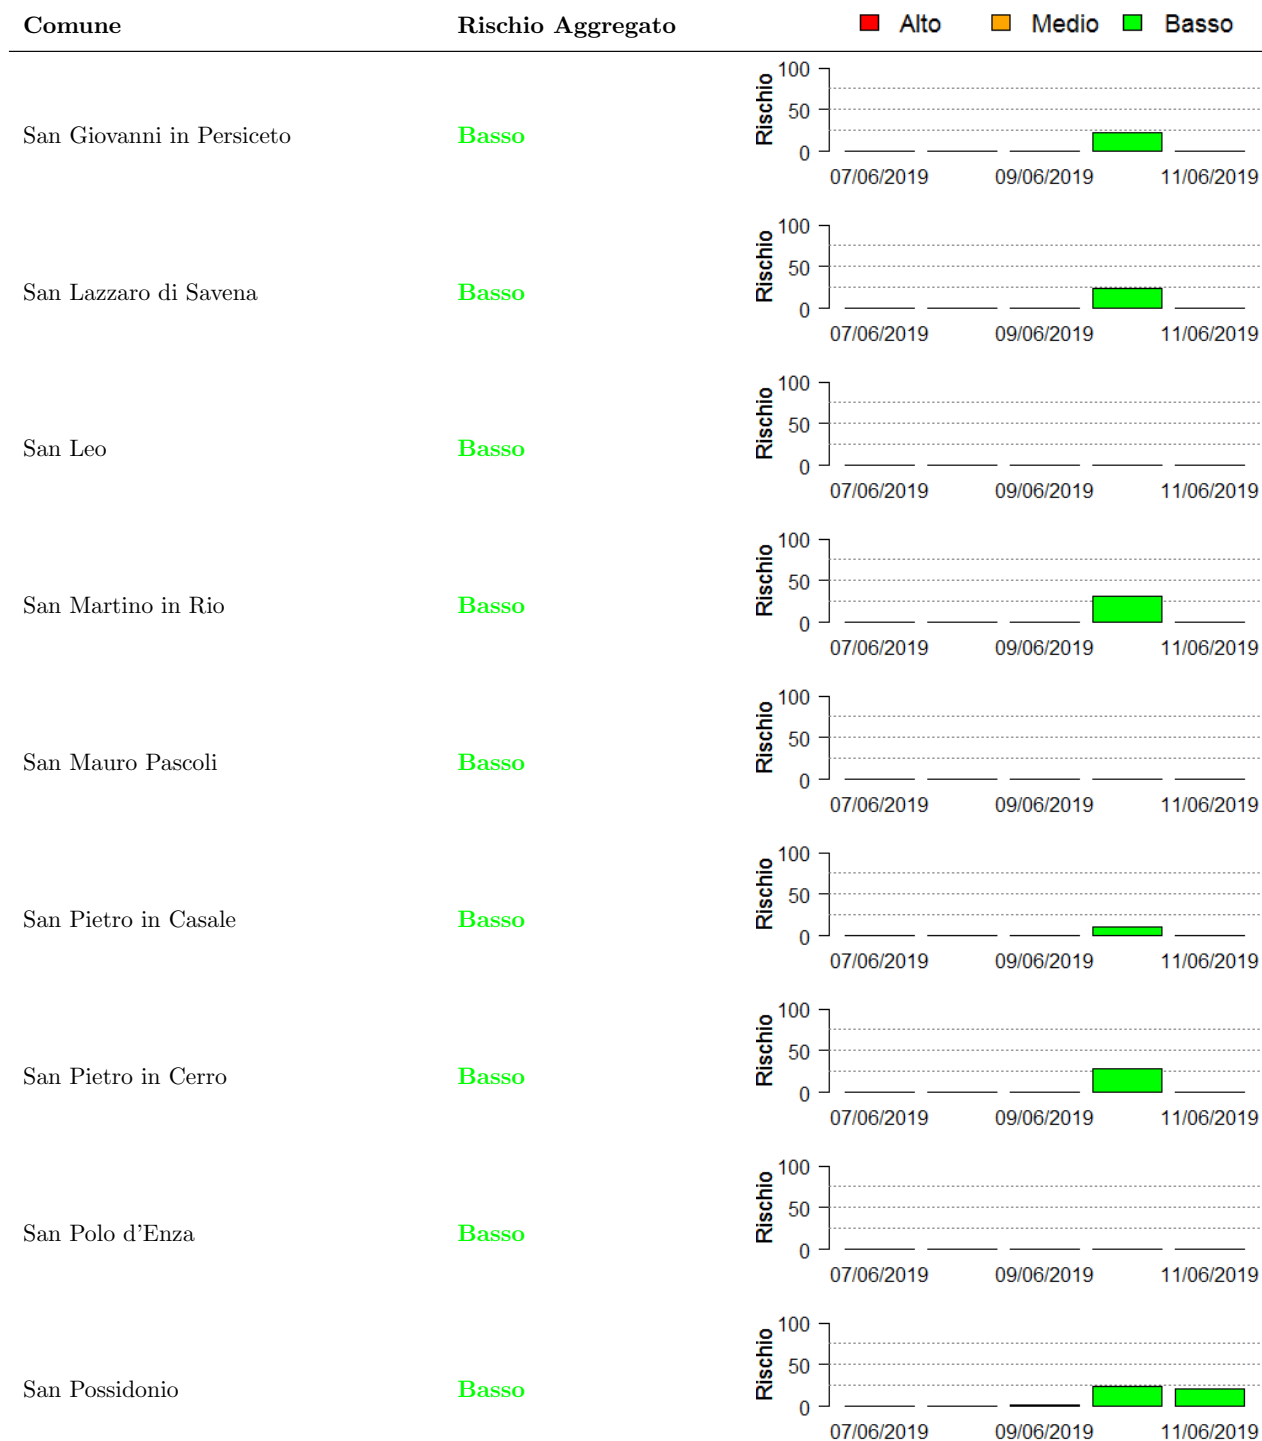 Comune Rischio Aggregato Alto Medio Basso
100
50
0
Rischio
San Giovanni in Persiceto Basso
07/06/2019 09/06/2019 11/06/2019
100
50
0
Rischio
San Lazzaro di Savena Basso
07/06/2019 09/06/2019 11/06/2019
100
50
0
Rischio
San Leo Basso
07/06/2019 09/06/2019 11/06/2019
100
50
0
Rischio
San Martino in Rio Basso
07/06/2019 09/06/2019 11/06/2019
100
50
0
Rischio
San Mauro Pascoli Basso
07/06/2019 09/06/2019 11/06/2019
100
50
0
Rischio
San Pietro in Casale Basso
07/06/2019 09/06/2019 11/06/2019
100
50
0
Rischio
San Pietro in Cerro Basso
07/06/2019 09/06/2019 11/06/2019
100
50
0
Rischio
San Polo d'Enza Basso
07/06/2019 09/06/2019 11/06/2019
100
50
0
Rischio
San Possidonio Basso
07/06/2019 09/06/2019 11/06/2019